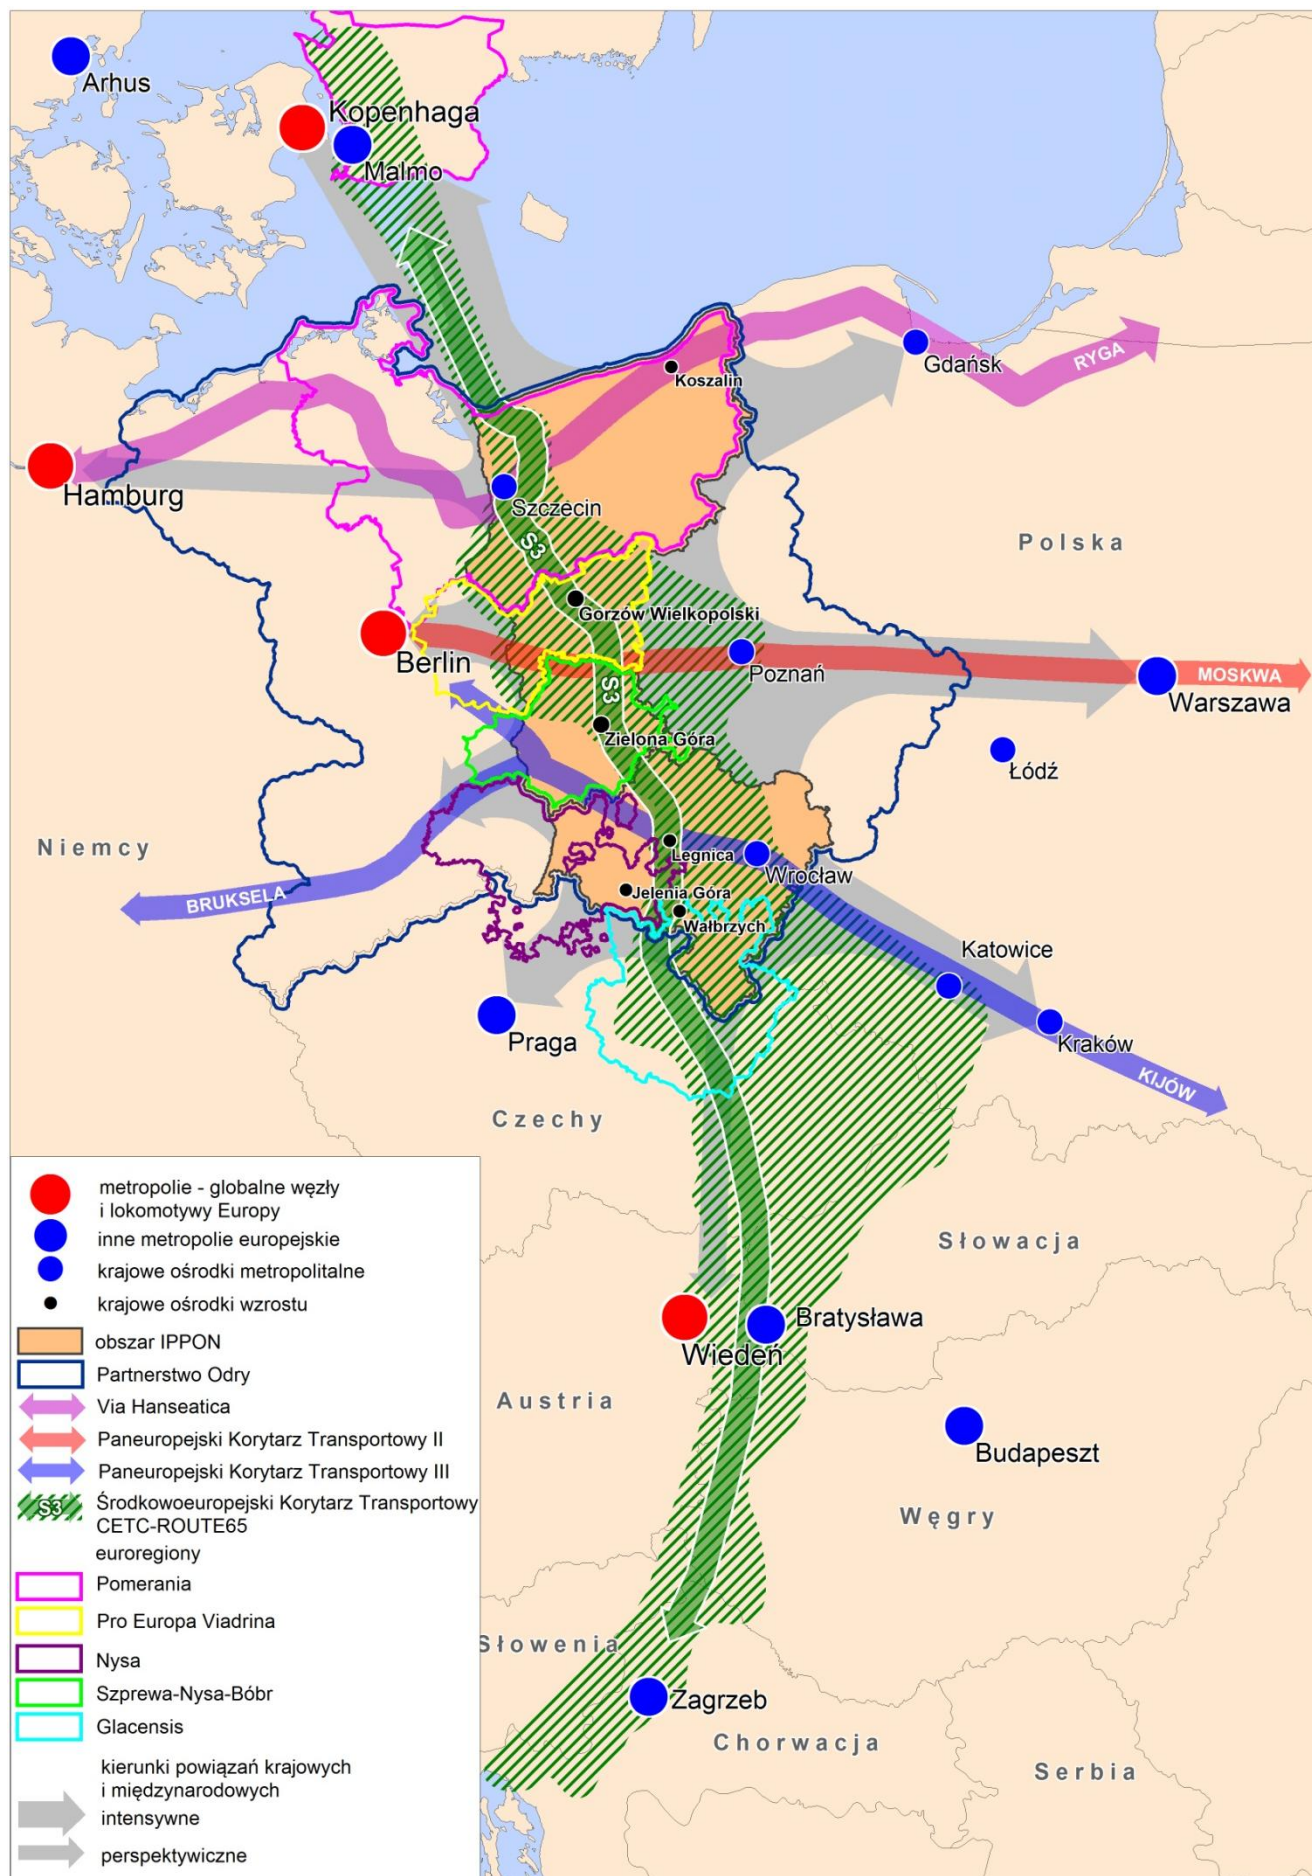 Arhus
Kopenhaga
Malmo
Koszalin
Gdańsk
RYGA
Hamburg
Szczecin
S3
Polska
Gorzów Wielkopolski
Berlin
Poznań
MOSKWA
Warszawa
S3
Zielona Góra
Łódź
Niemcy
Legnica
Wrocław
BRUKSELA
Jelenia Góra
Wałbrzych
Katowice
Praga
Kraków
KIJÓW
Czechy
Słowacja
Bratysława
Wiedeń
Austria
Budapeszt
Węgry
Słowenia
Zagrzeb
Chorwacja
Serbia
metropolie - globalne węzły
i lokomotywy Europy
inne metropolie europejskie
krajowe ośrodki metropolitalne
krajowe ośrodki wzrostu
obszar IPPON
Partnerstwo Odry
Via Hanseatica
Paneuropejski Korytarz Transportowy II
Paneuropejski Korytarz Transportowy III
S3 Środkowoeuropejski Korytarz Transportowy
CETC-ROUTE65
euroregiony
Pomerania
Pro Europa Viadrina
Nysa
Szprewa-Nysa-Bóbr
Glacensis
kierunki powiązań krajowych
i międzynarodowych
intensywne
perspektywiczne